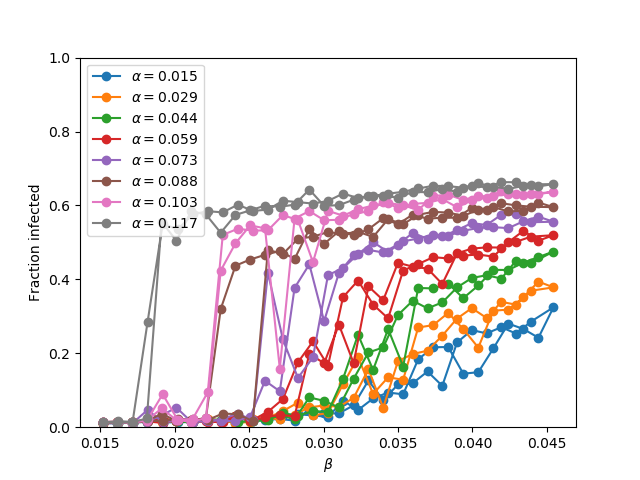 1.0
0.8
0.6
0.4
0.2
0.0
Fraction infected
α = 0.015
α = 0.029
α = 0.044
α = 0.059
α = 0.073
α = 0.088
α = 0.103
α = 0.117
0.015 0.020 0.025 0.030 0.035 0.040 0.045
β